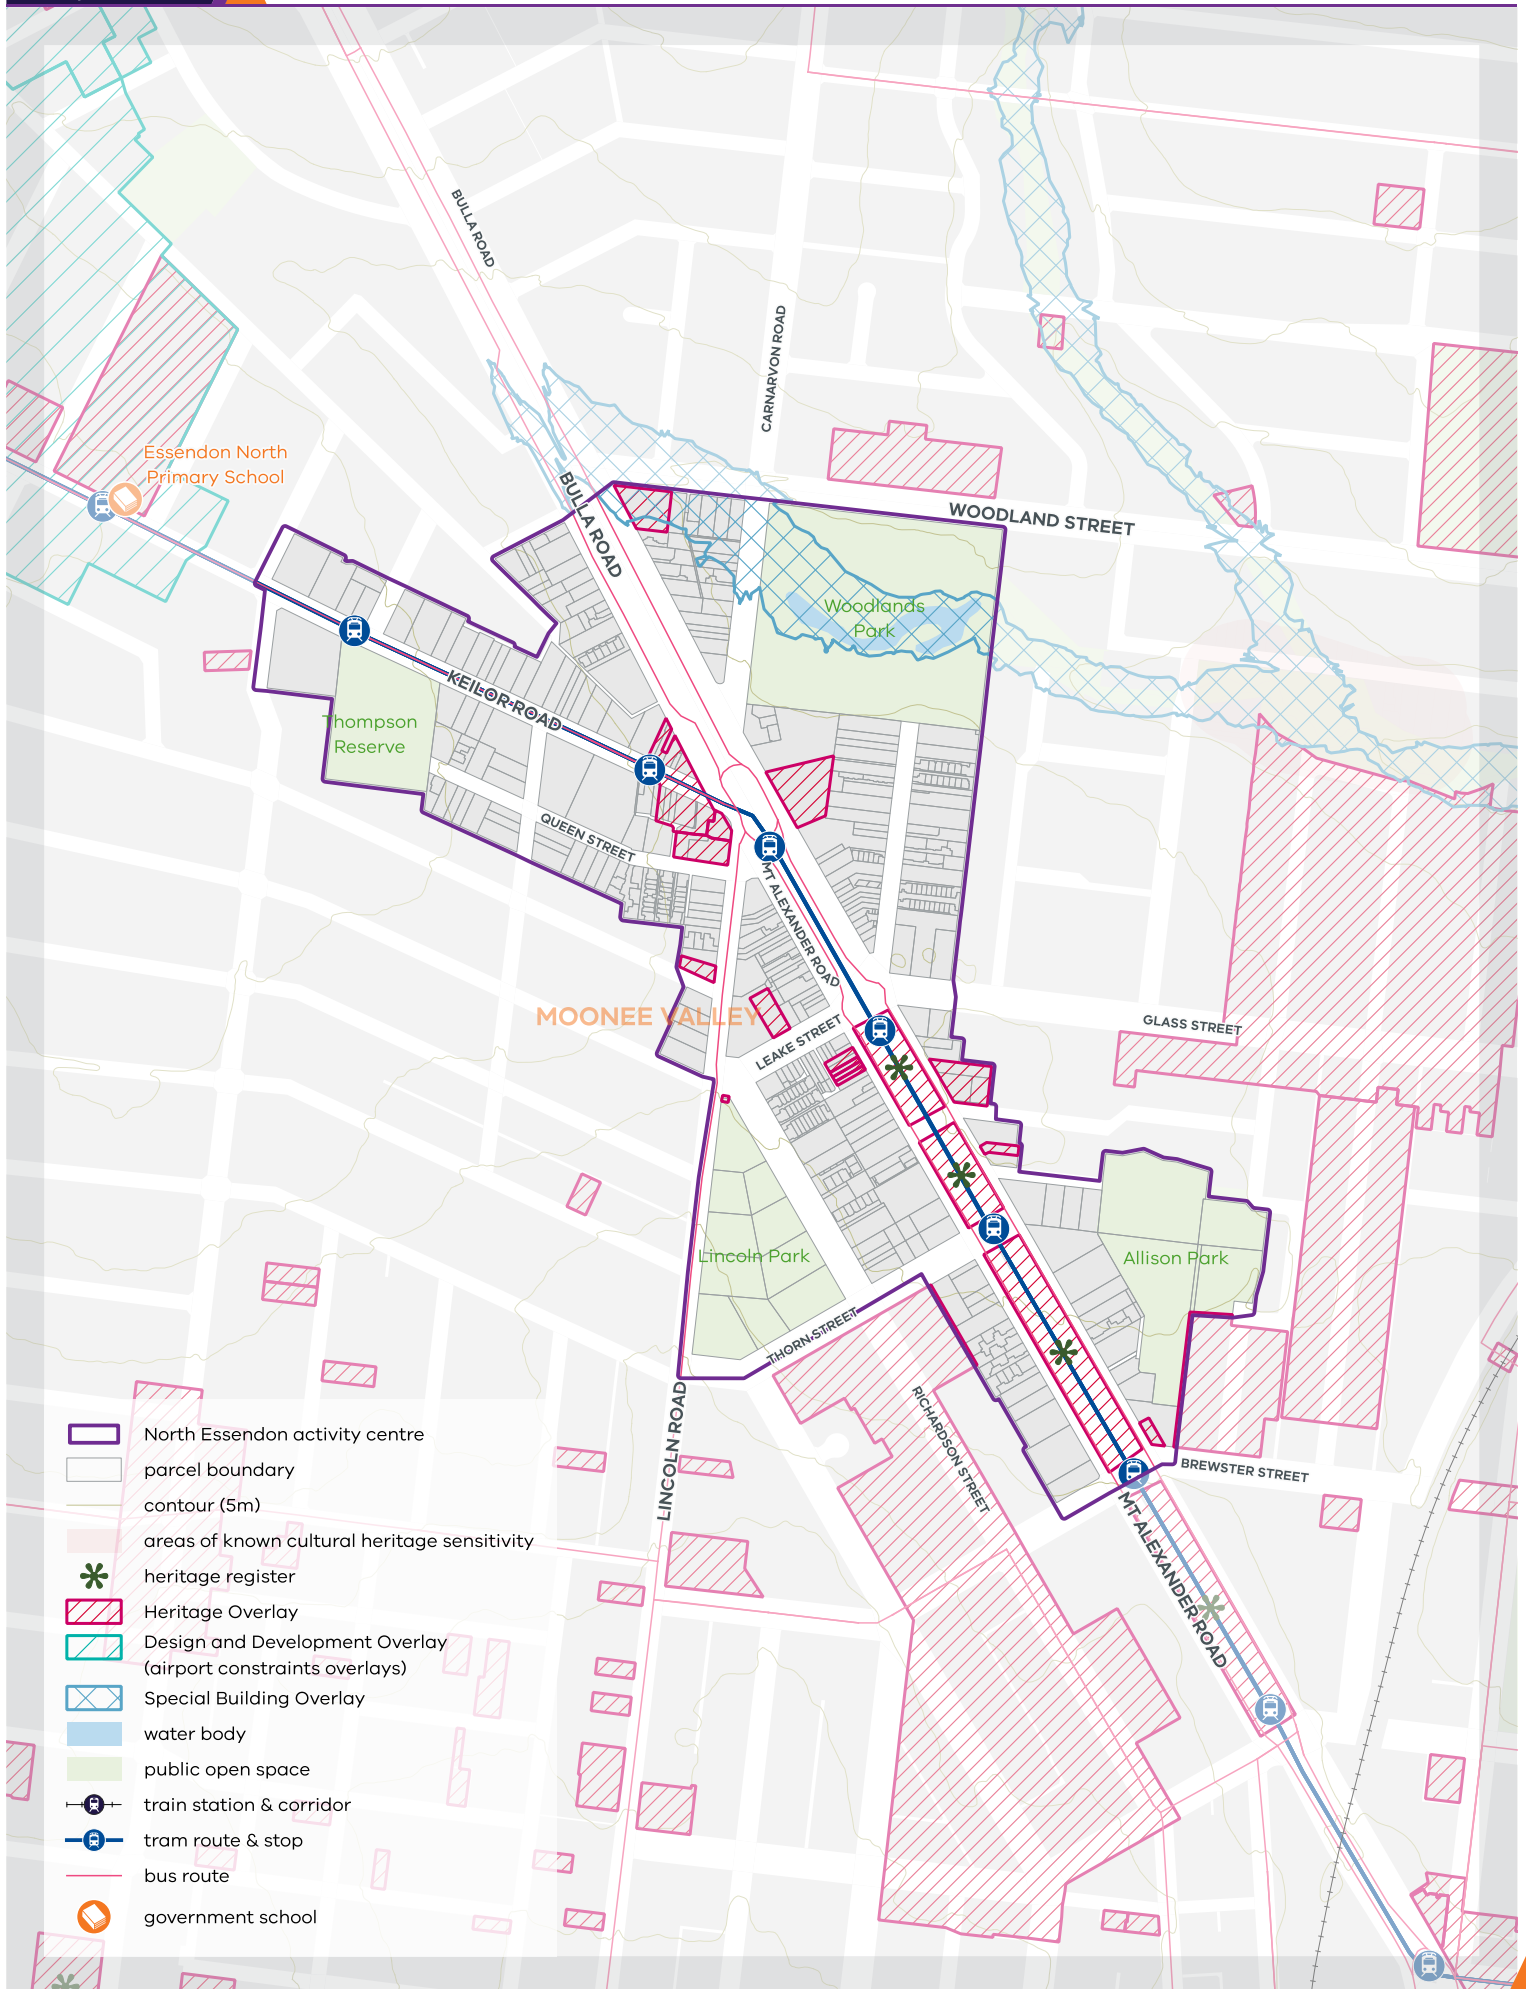 BULLA ROAD
CARNARVON ROAD
Essendon North
Primary School
BULLA ROAD
WOODLAND STREET
Woodlands
Park
KEILOR ROAD
Thompson
Reserve
QUEEN STREET
MT ALEXANDER ROAD
MOONEE VALLEY
LEAKE STREET
GLASS STREET
Lincoln Park
Allison Park
THORN STREET
LINCOLN ROAD
RICHARDSON STREET
BREWSTER STREET
MT ALEXANDER ROAD
North Essendon activity centre
parcel boundary
contour (5m)
areas of known cultural heritage sensitivity
heritage register
Heritage Overlay
Design and Development Overlay
(airport constraints overlays)
Special Building Overlay
water body
public open space
train station & corridor
tram route & stop
bus route
government school